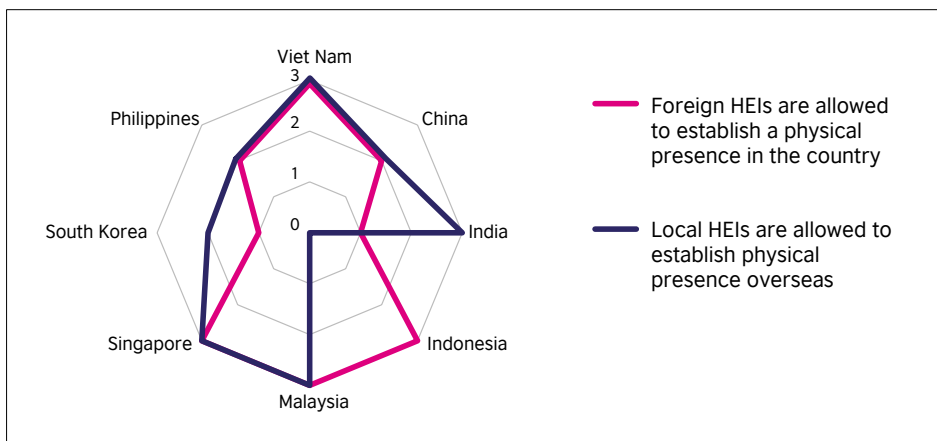 Viet Nam
3
Philippines
China
2
1
South Korea
0
India
Singapore
Indonesia
Malaysia
Foreign HEIs are allowed
to establish a physical
presence in the country
Local HEIs are allowed to
establish physical
presence overseas